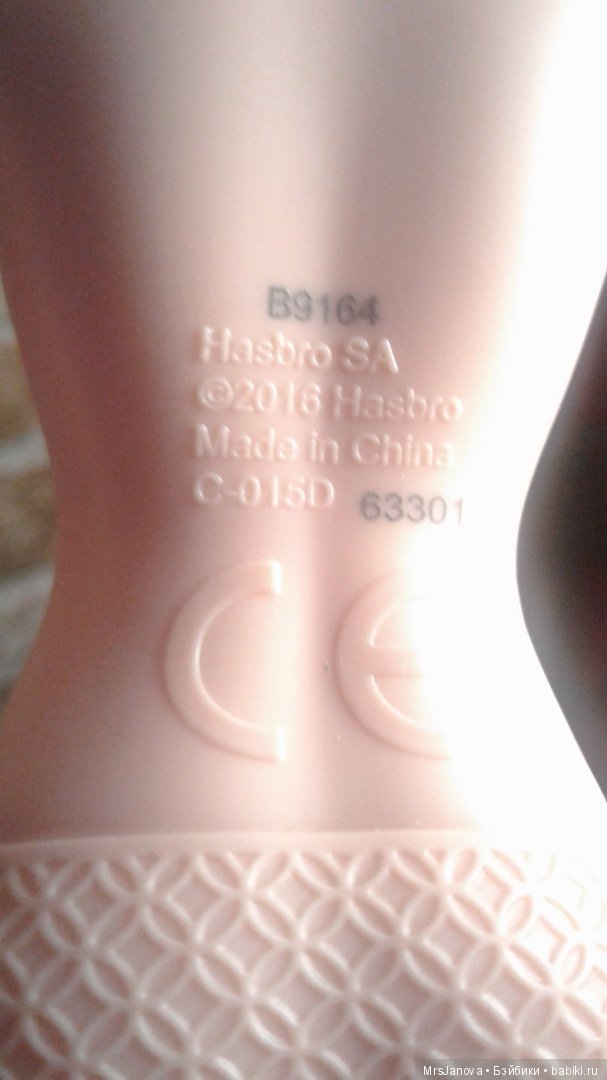 B9164
Hasbro SA
©2016 Hasbro
Made in China
C-015D 63301
CE
MrsJanova • Бэйбики • babiki.ru